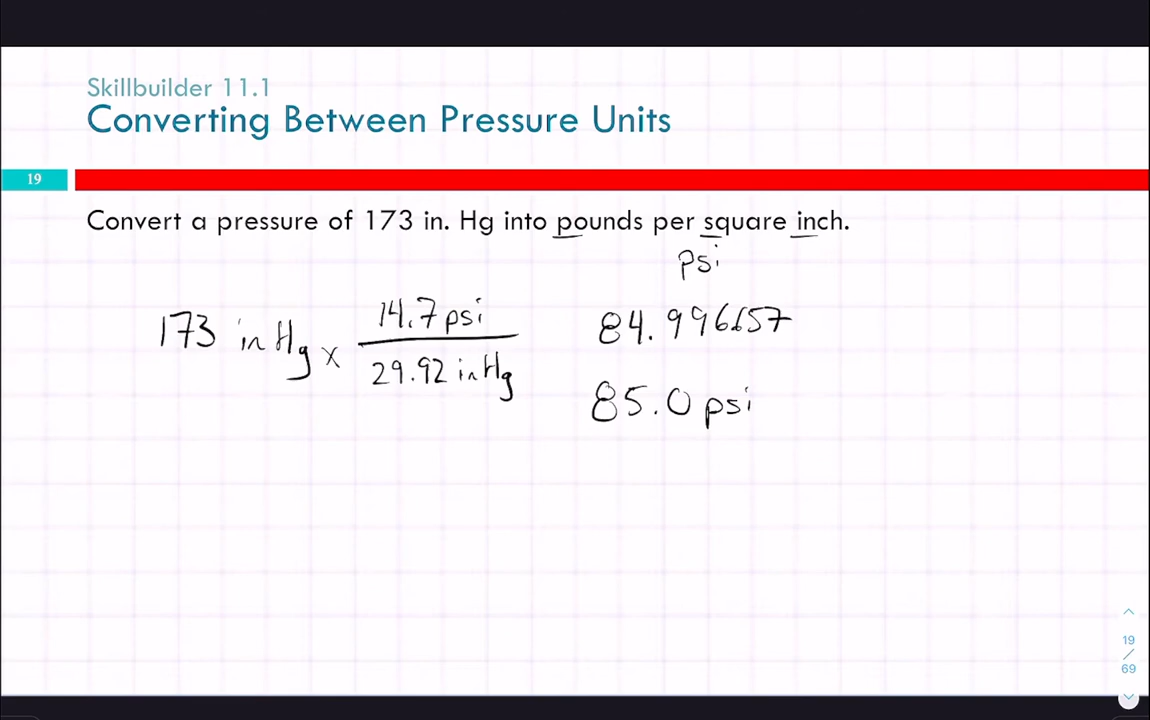 Skillbuilder 11.1
Converting Between Pressure Units
19
Convert a pressure of 173 in. Hg into pounds per square inch.
psi
173 in Hg x 14.7 psi / 29.92 in Hg
84.996657
85.0 psi
19
/
69